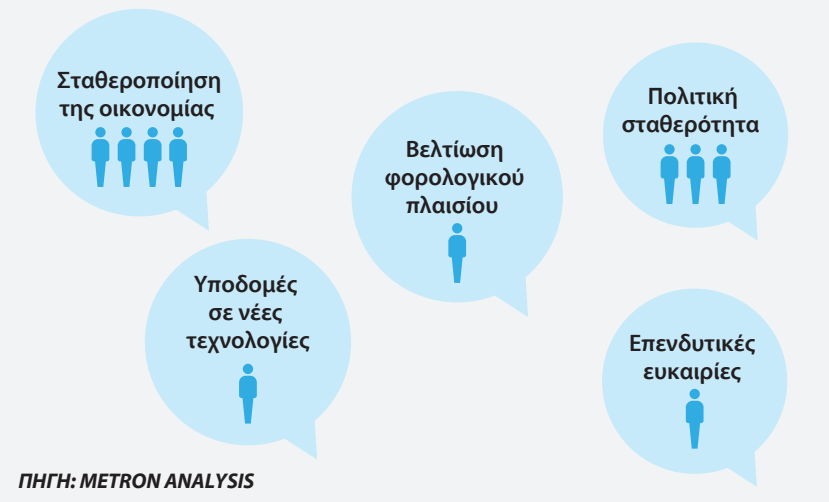 Σταθεροποίηση
της οικονομίας
Βελτίωση
φορολογικού
πλαισίου
Πολιτική
σταθερότητα
Υποδομές
σε νέες
τεχνολογίες
Επενδυτικές
ευκαιρίες
ΠΗΓΗ: METRON ANALYSIS